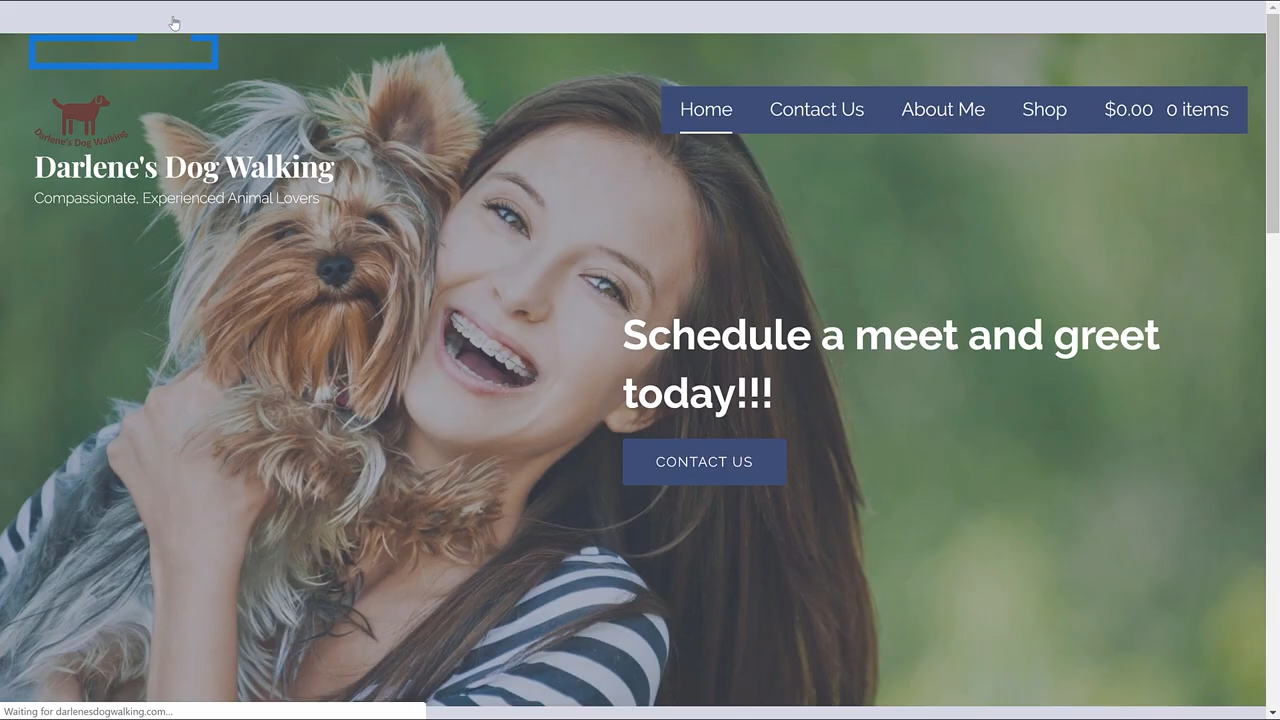 Home Contact Us About Me Shop $0.00 0 items
Darlene's Dog Walking
Darlene's Dog Walking
Compassionate, Experienced Animal Lovers
Schedule a meet and greet
today!!!
CONTACT US
Waiting for darlenesdogwalking.com...